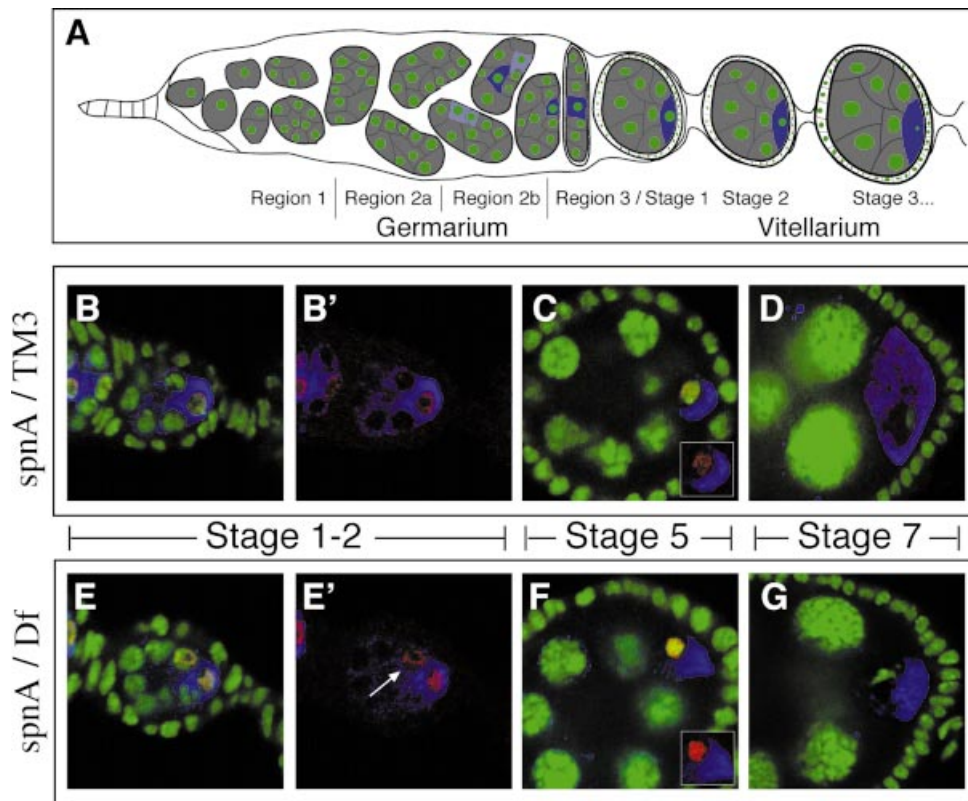 A
Region 1
Region 2a
Region 2b
Region 3 / Stage 1
Stage 2
Stage 3...
Germarium
Vitellarium
spnA / TM3
B
B'
C
D
Stage 1-2
Stage 5
Stage 7
spnA / Df
E
E'
F
G